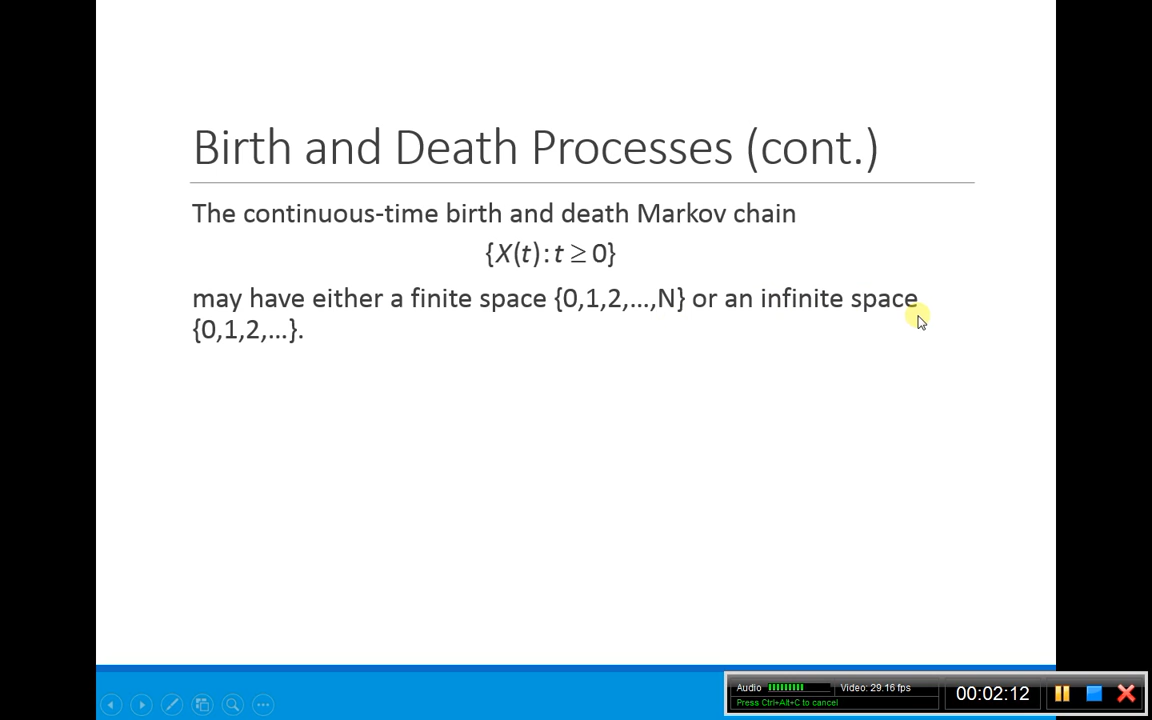 Birth and Death Processes (cont.)
The continuous-time birth and death Markov chain
{X(t):t ≥ 0}
may have either a finite space {0,1,2,...,N} or an infinite space
{0,1,2,...}.
Audio
Video: 29.16 fps
Press Ctrl+Alt+C to cancel
00:02:12